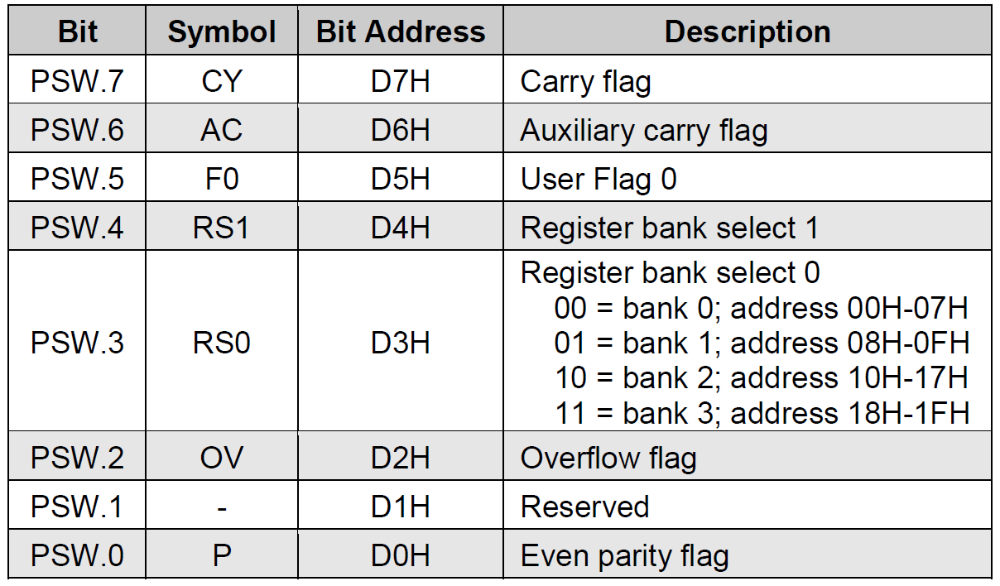 Bit Symbol Bit Address Description
PSW.7 CY D7H Carry flag
PSW.6 AC D6H Auxiliary carry flag
PSW.5 F0 D5H User Flag 0
PSW.4 RS1 D4H Register bank select 1
PSW.3 RS0 D3H Register bank select 0
00 = bank 0; address 00H-07H
01 = bank 1; address 08H-0FH
10 = bank 2; address 10H-17H
11 = bank 3; address 18H-1FH
PSW.2 OV D2H Overflow flag
PSW.1 - D1H Reserved
PSW.0 P D0H Even parity flag